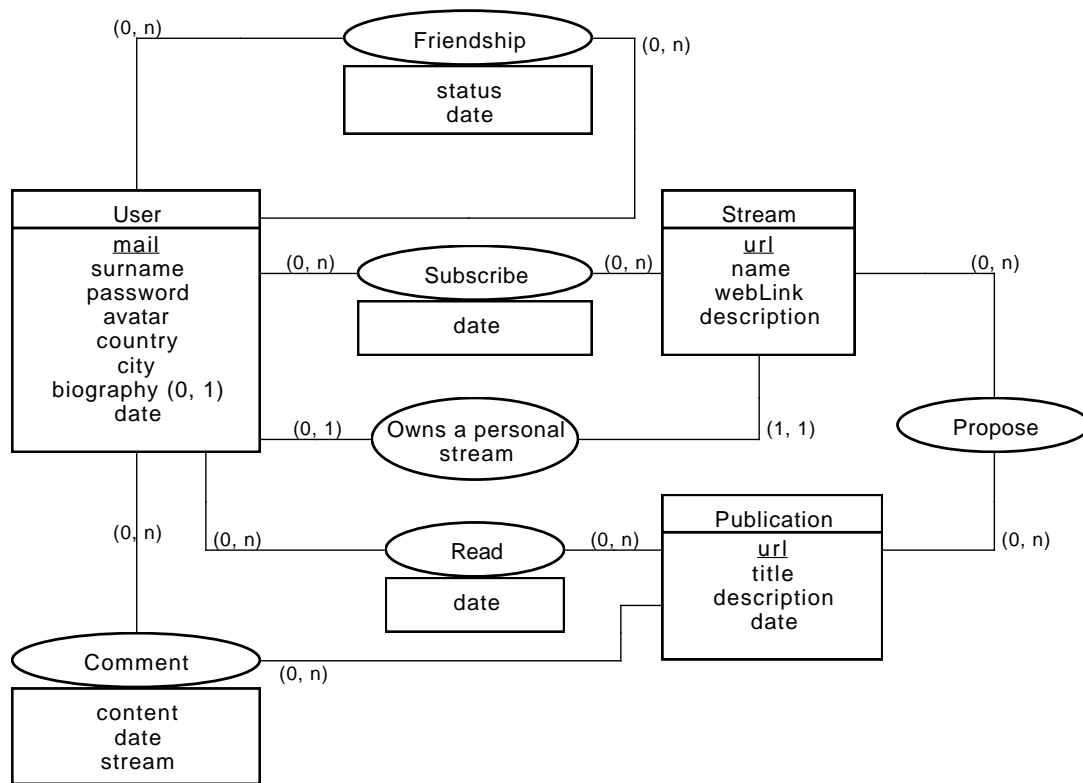 (0, n)
Friendship
(0, n)
status
date
User
mail
surname
password
avatar
country
city
biography (0, 1)
date
(0, n)
Subscribe
(0, n)
date
Stream
url
name
webLink
description
(0, n)
(0, 1)
Owns a personal
stream
(1, 1)
Propose
(0, n)
(0, n)
Read
(0, n)
date
Publication
url
title
description
date
(0, n)
Comment
(0, n)
content
date
stream